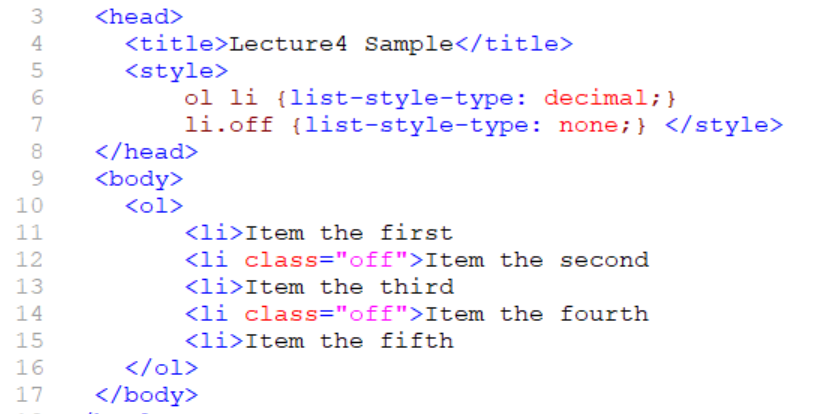 3 <head>
4 <title>Lecture4 Sample</title>
5 <style>
6 ol li {list-style-type: decimal;}
7 li.off {list-style-type: none;} </style>
8 </head>
9 <body>
10 <ol>
11 <li>Item the first
12 <li class="off">Item the second
13 <li>Item the third
14 <li class="off">Item the fourth
15 <li>Item the fifth
16 </ol>
17 </body>